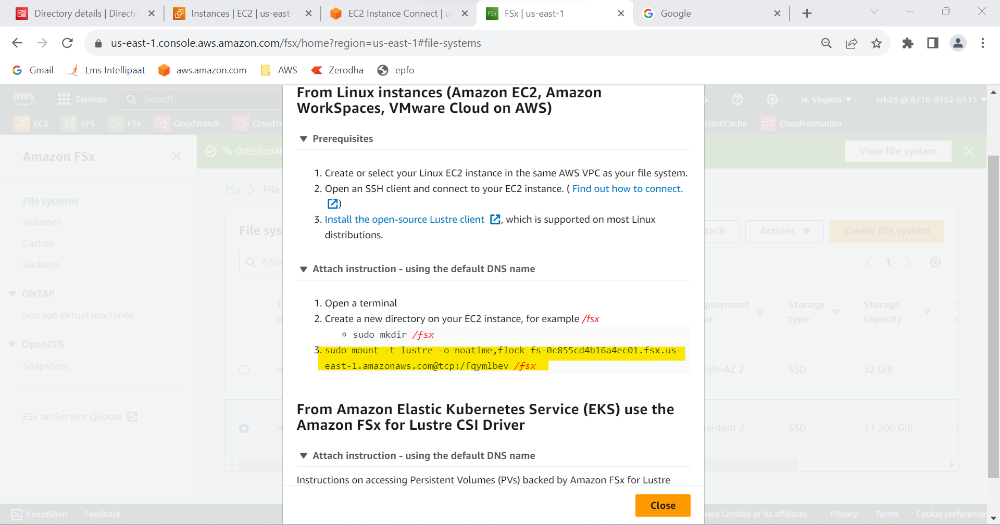 Directory details | Directo
Instances | EC2 | us-east-
EC2 Instance Connect | u
FSx | us-east-1
Google
us-east-1.console.aws.amazon.com/fsx/home?region=us-east-1#file-systems
Gmail
Lms Intellipaat
aws.amazon.com
AWS
Zerodha
epfo
aws
Services
Search
N. Virginia
crk23 @ 6718-9152-6111
EC2
EFS
FSx
FSx
CloudWatch
CloudTr
ElastiCache
CloudFormation
Amazon FSx
File systems
Volumes
Caches
Backups
ONTAP
Storage virtual machines
OpenZFS
Snapshots
FSx on Service Quotas
'fs-0c855cd4b
View file system
FSx
File
File sys
tach
Actions
Create file system
Filter
1
ployment
Storage
type
Storage
capacity
gle-AZ 2
SSD
32 GiB
rsistent 2
SSD
31,200 GiB
From Linux instances (Amazon EC2, Amazon
WorkSpaces, VMware Cloud on AWS)
Prerequisites
1. Create or select your Linux EC2 instance in the same AWS VPC as your file system.
2. Open an SSH client and connect to your EC2 instance. ( Find out how to connect.
)
3. Install the open-source Lustre client , which is supported on most Linux
distributions.
Attach instruction - using the default DNS name
1. Open a terminal
2. Create a new directory on your EC2 instance, for example /fsx
sudo mkdir /fsx
3. sudo mount -t lustre -o noatime,flock fs-0c855cd4b16a4ec01.fsx.us-
east-1.amazonaws.com@tcp:/fqymlbev /fsx
From Amazon Elastic Kubernetes Service (EKS) use the
Amazon FSx for Lustre CSI Driver
Attach instruction - using the default DNS name
Instructions on accessing Persistent Volumes (PVs) backed by Amazon FSx for Lustre
Close
CloudShell
Feedback
vate Limited or its affiliates.
Privacy
Terms
Cookie preferences